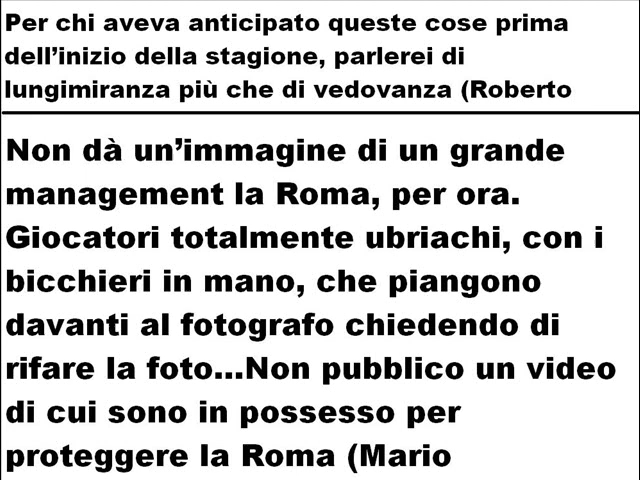 Per chi aveva anticipato queste cose prima
dell’inizio della stagione, parlerei di
lungimiranza più che di vedovanza (Roberto
Non dà un’immagine di un grande
management la Roma, per ora.
Giocatori totalmente ubriachi, con i
bicchieri in mano, che piangono
davanti al fotografo chiedendo di
rifare la foto...Non pubblico un video
di cui sono in possesso per
proteggere la Roma (Mario